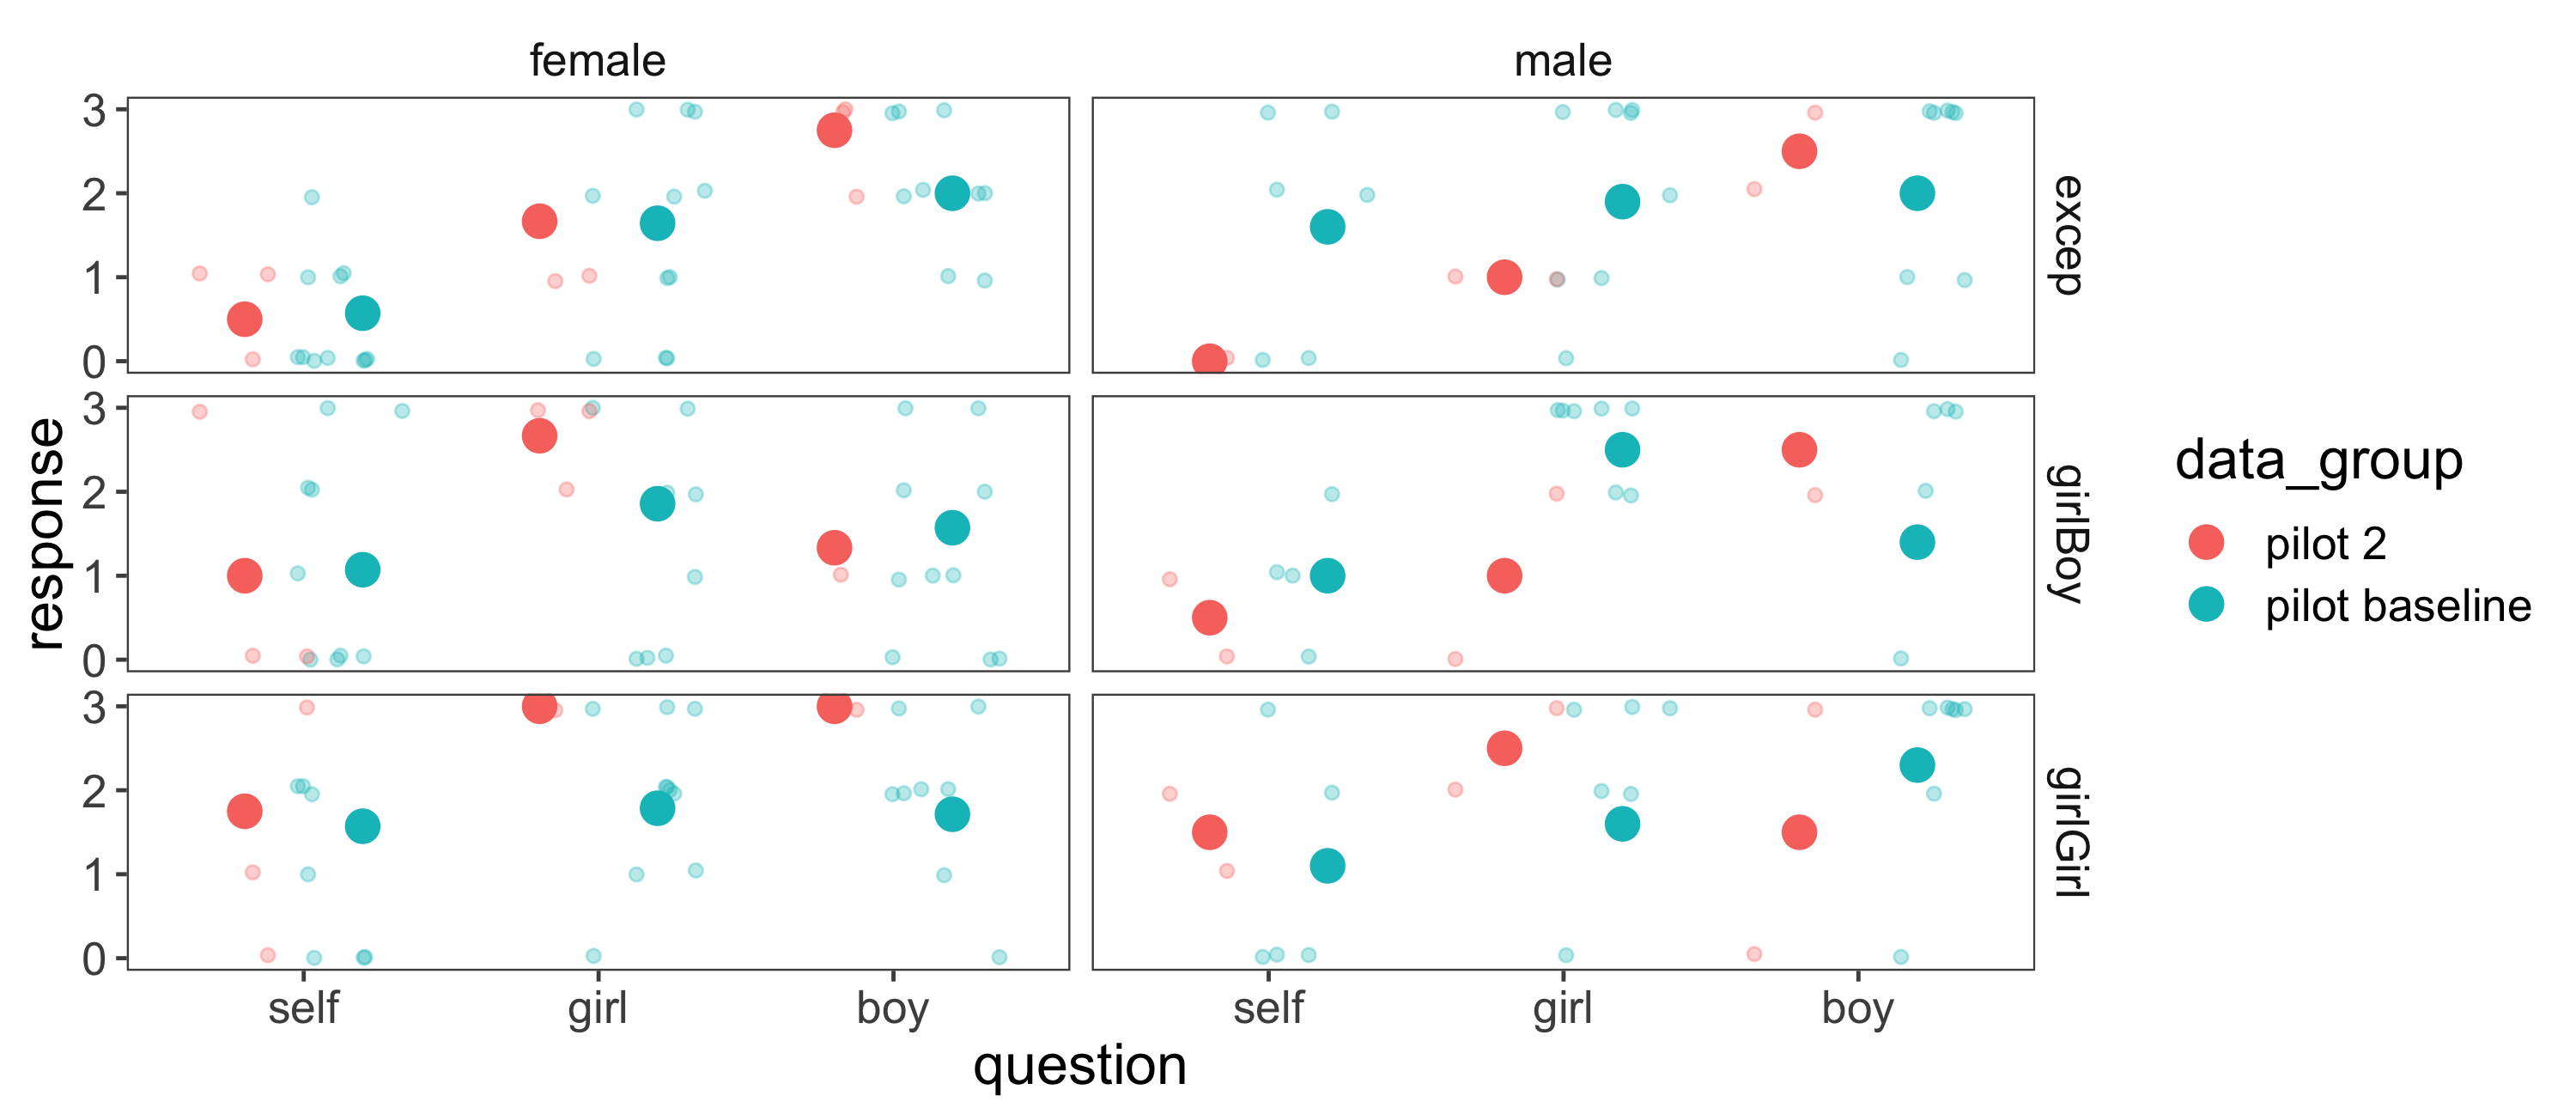 female
male
3
2
1
0
excep
3
2
1
0
girlBoy
3
2
1
0
girlGirl
self
girl
boy
self
girl
boy
question
response
data_group
pilot 2
pilot baseline